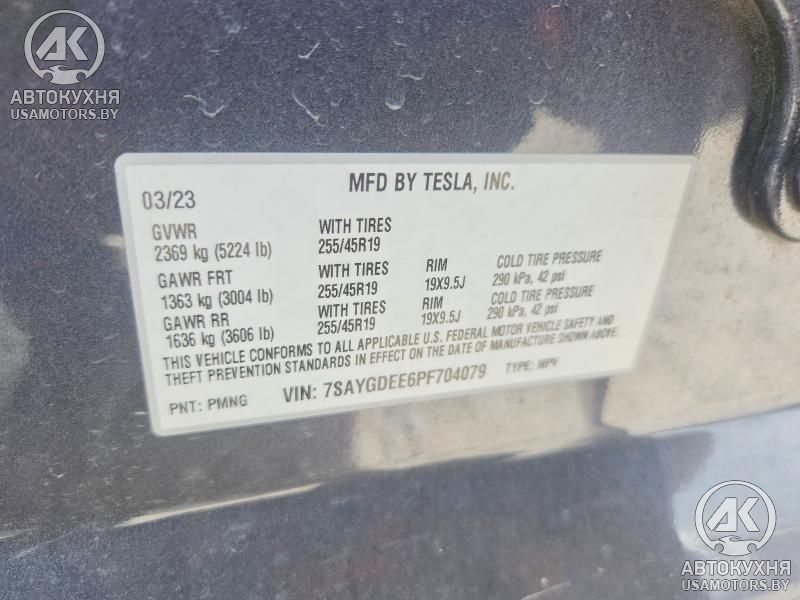 AK
АВТОКУХНЯ
USAMOTORS.BY
03/23
MFD BY TESLA, INC.
GVWR
2369 kg (5224 lb)
WITH TIRES
255/45R19
GAWR FRT
1363 kg (3004 lb)
WITH TIRES
255/45R19
RIM
19X9.5J
COLD TIRE PRESSURE
290 kPa, 42 psi
GAWR RR
1636 kg (3606 lb)
WITH TIRES
255/45R19
RIM
19X9.5J
COLD TIRE PRESSURE
290 kPa, 42 psi
THIS VEHICLE CONFORMS TO ALL APPLICABLE U.S. FEDERAL MOTOR VEHICLE SAFETY AND
THEFT PREVENTION STANDARDS IN EFFECT ON THE DATE OF MANUFACTURE SHOWN ABOVE.
PNT: PMNG VIN: 7SAYGDEE6PF704079 TYPE: MPV
AK
АВТОКУХНЯ
USAMOTORS.BY